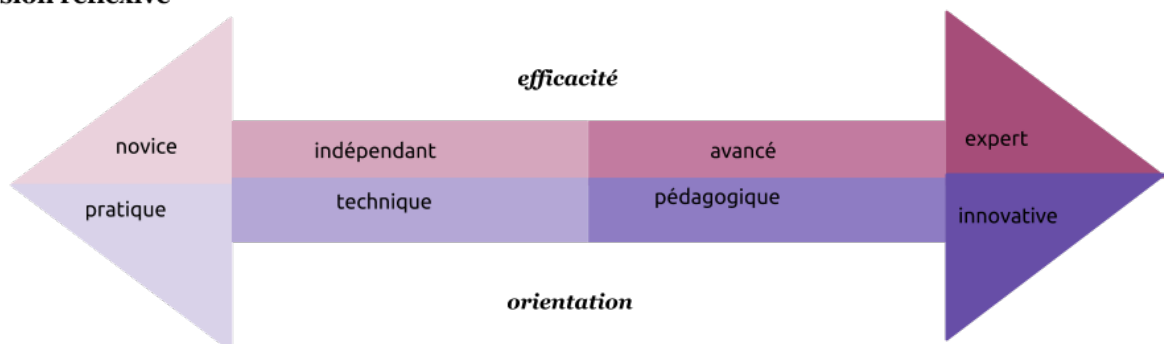 efficacité
novice indépendant avancé expert
pratique technique pédagogique innovative
orientation